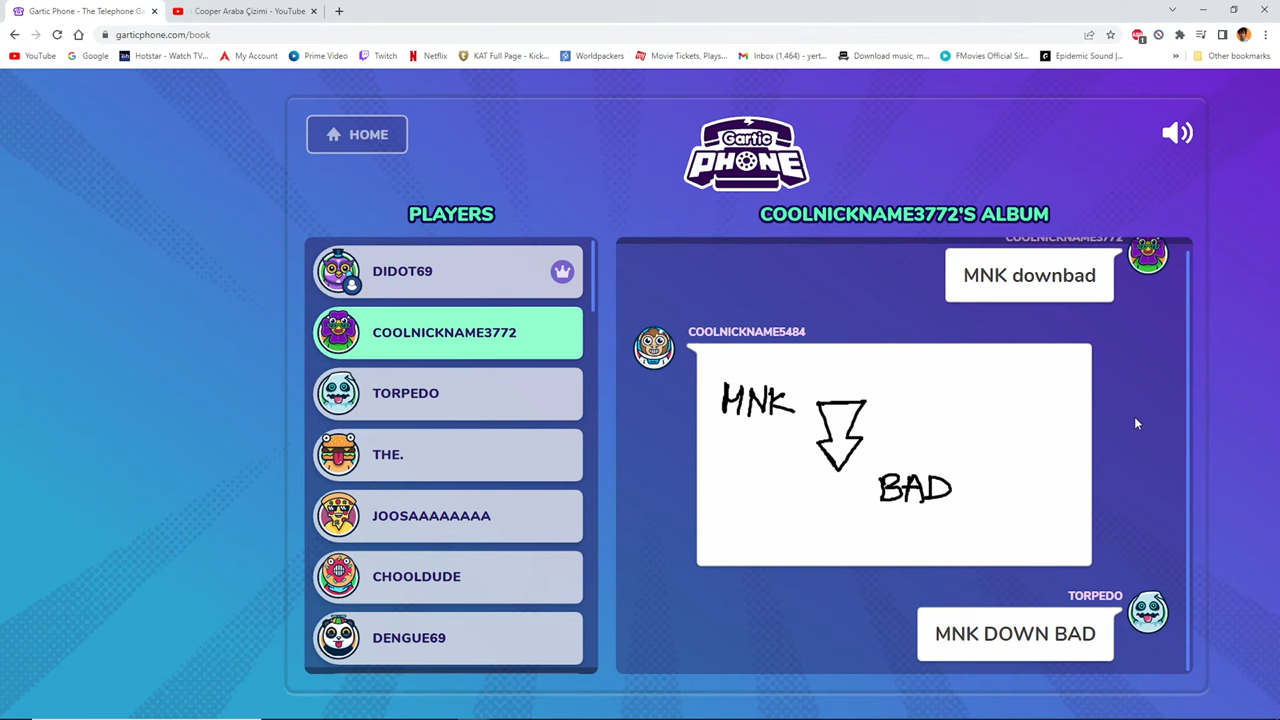 Gartic Phone - The Telephone Ga
Cooper Araba Çizimi - YouTube
garticphone.com/book
YouTube
Google
Hotstar - Watch TV...
My Account
Prime Video
Twitch
Netflix
KAT Full Page - Kick...
Worldpackers
Movie Tickets, Plays...
Inbox (1,464) - yert...
Download music, m...
FMovies Official Sit...
Epidemic Sound |...
»
Other bookmarks
HOME
Gartic
PHONE
PLAYERS
COOLNICKNAME3772'S ALBUM
DIDOT69
COOLNICKNAME3772
TORPEDO
THE.
JOOSAAAAAAAA
CHOOLDUDE
DENGUE69
COOLNICKNAME3772
MNK downbad
COOLNICKNAME5484
MNK
BAD
TORPEDO
MNK DOWN BAD